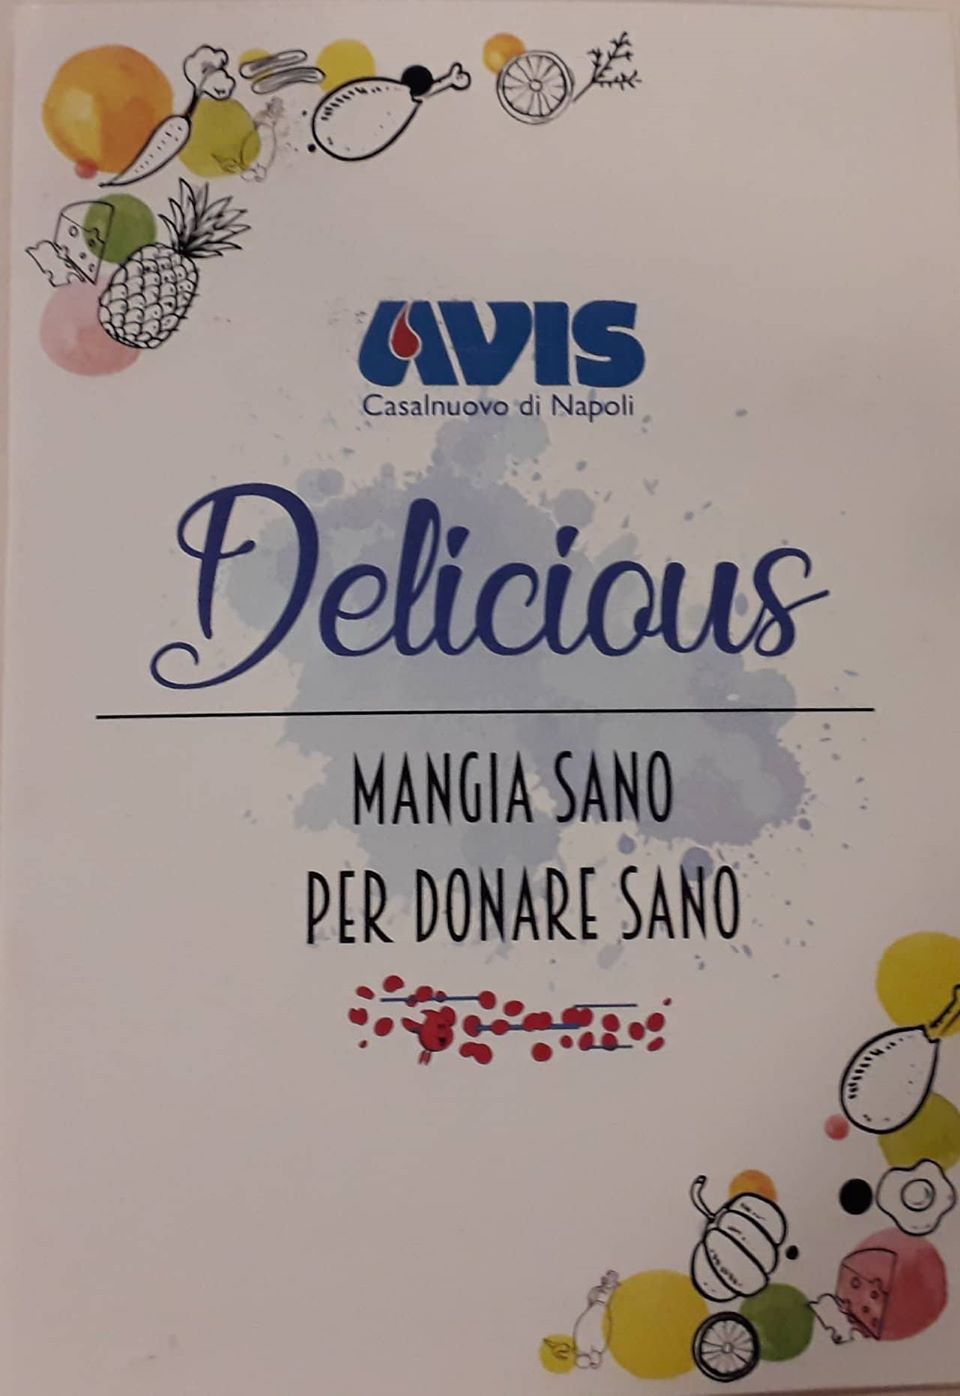 AVIS
Casalnuovo di Napoli
Delicious
MANGIA SANO
PER DONARE SANO